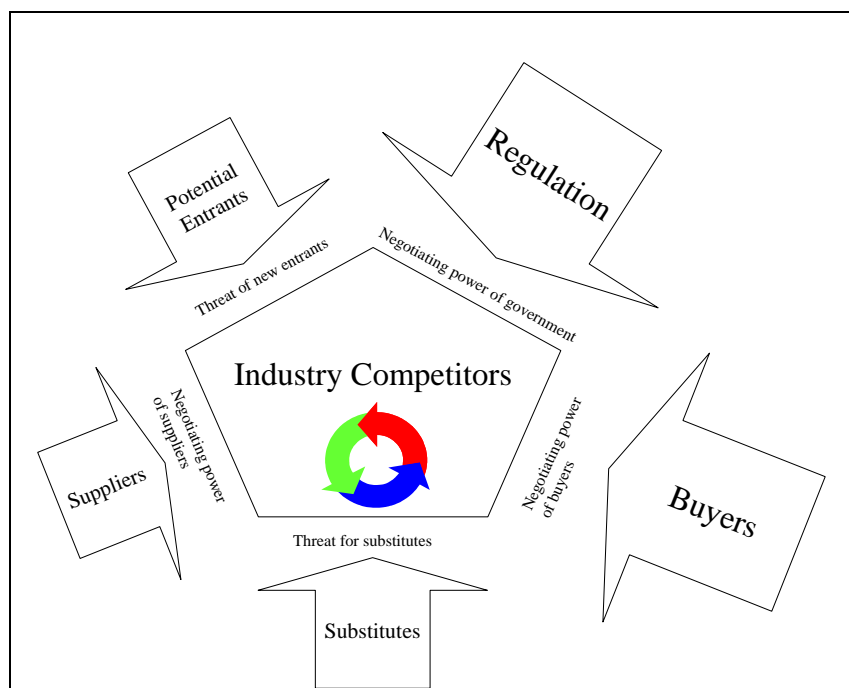 Potential
Entrants
Regulation
Threat of new entrants
Negotiating power of government
Industry Competitors
Suppliers
Negotiating power
of suppliers
Negotiating power
of buyers
Buyers
Threat for substitutes
Substitutes